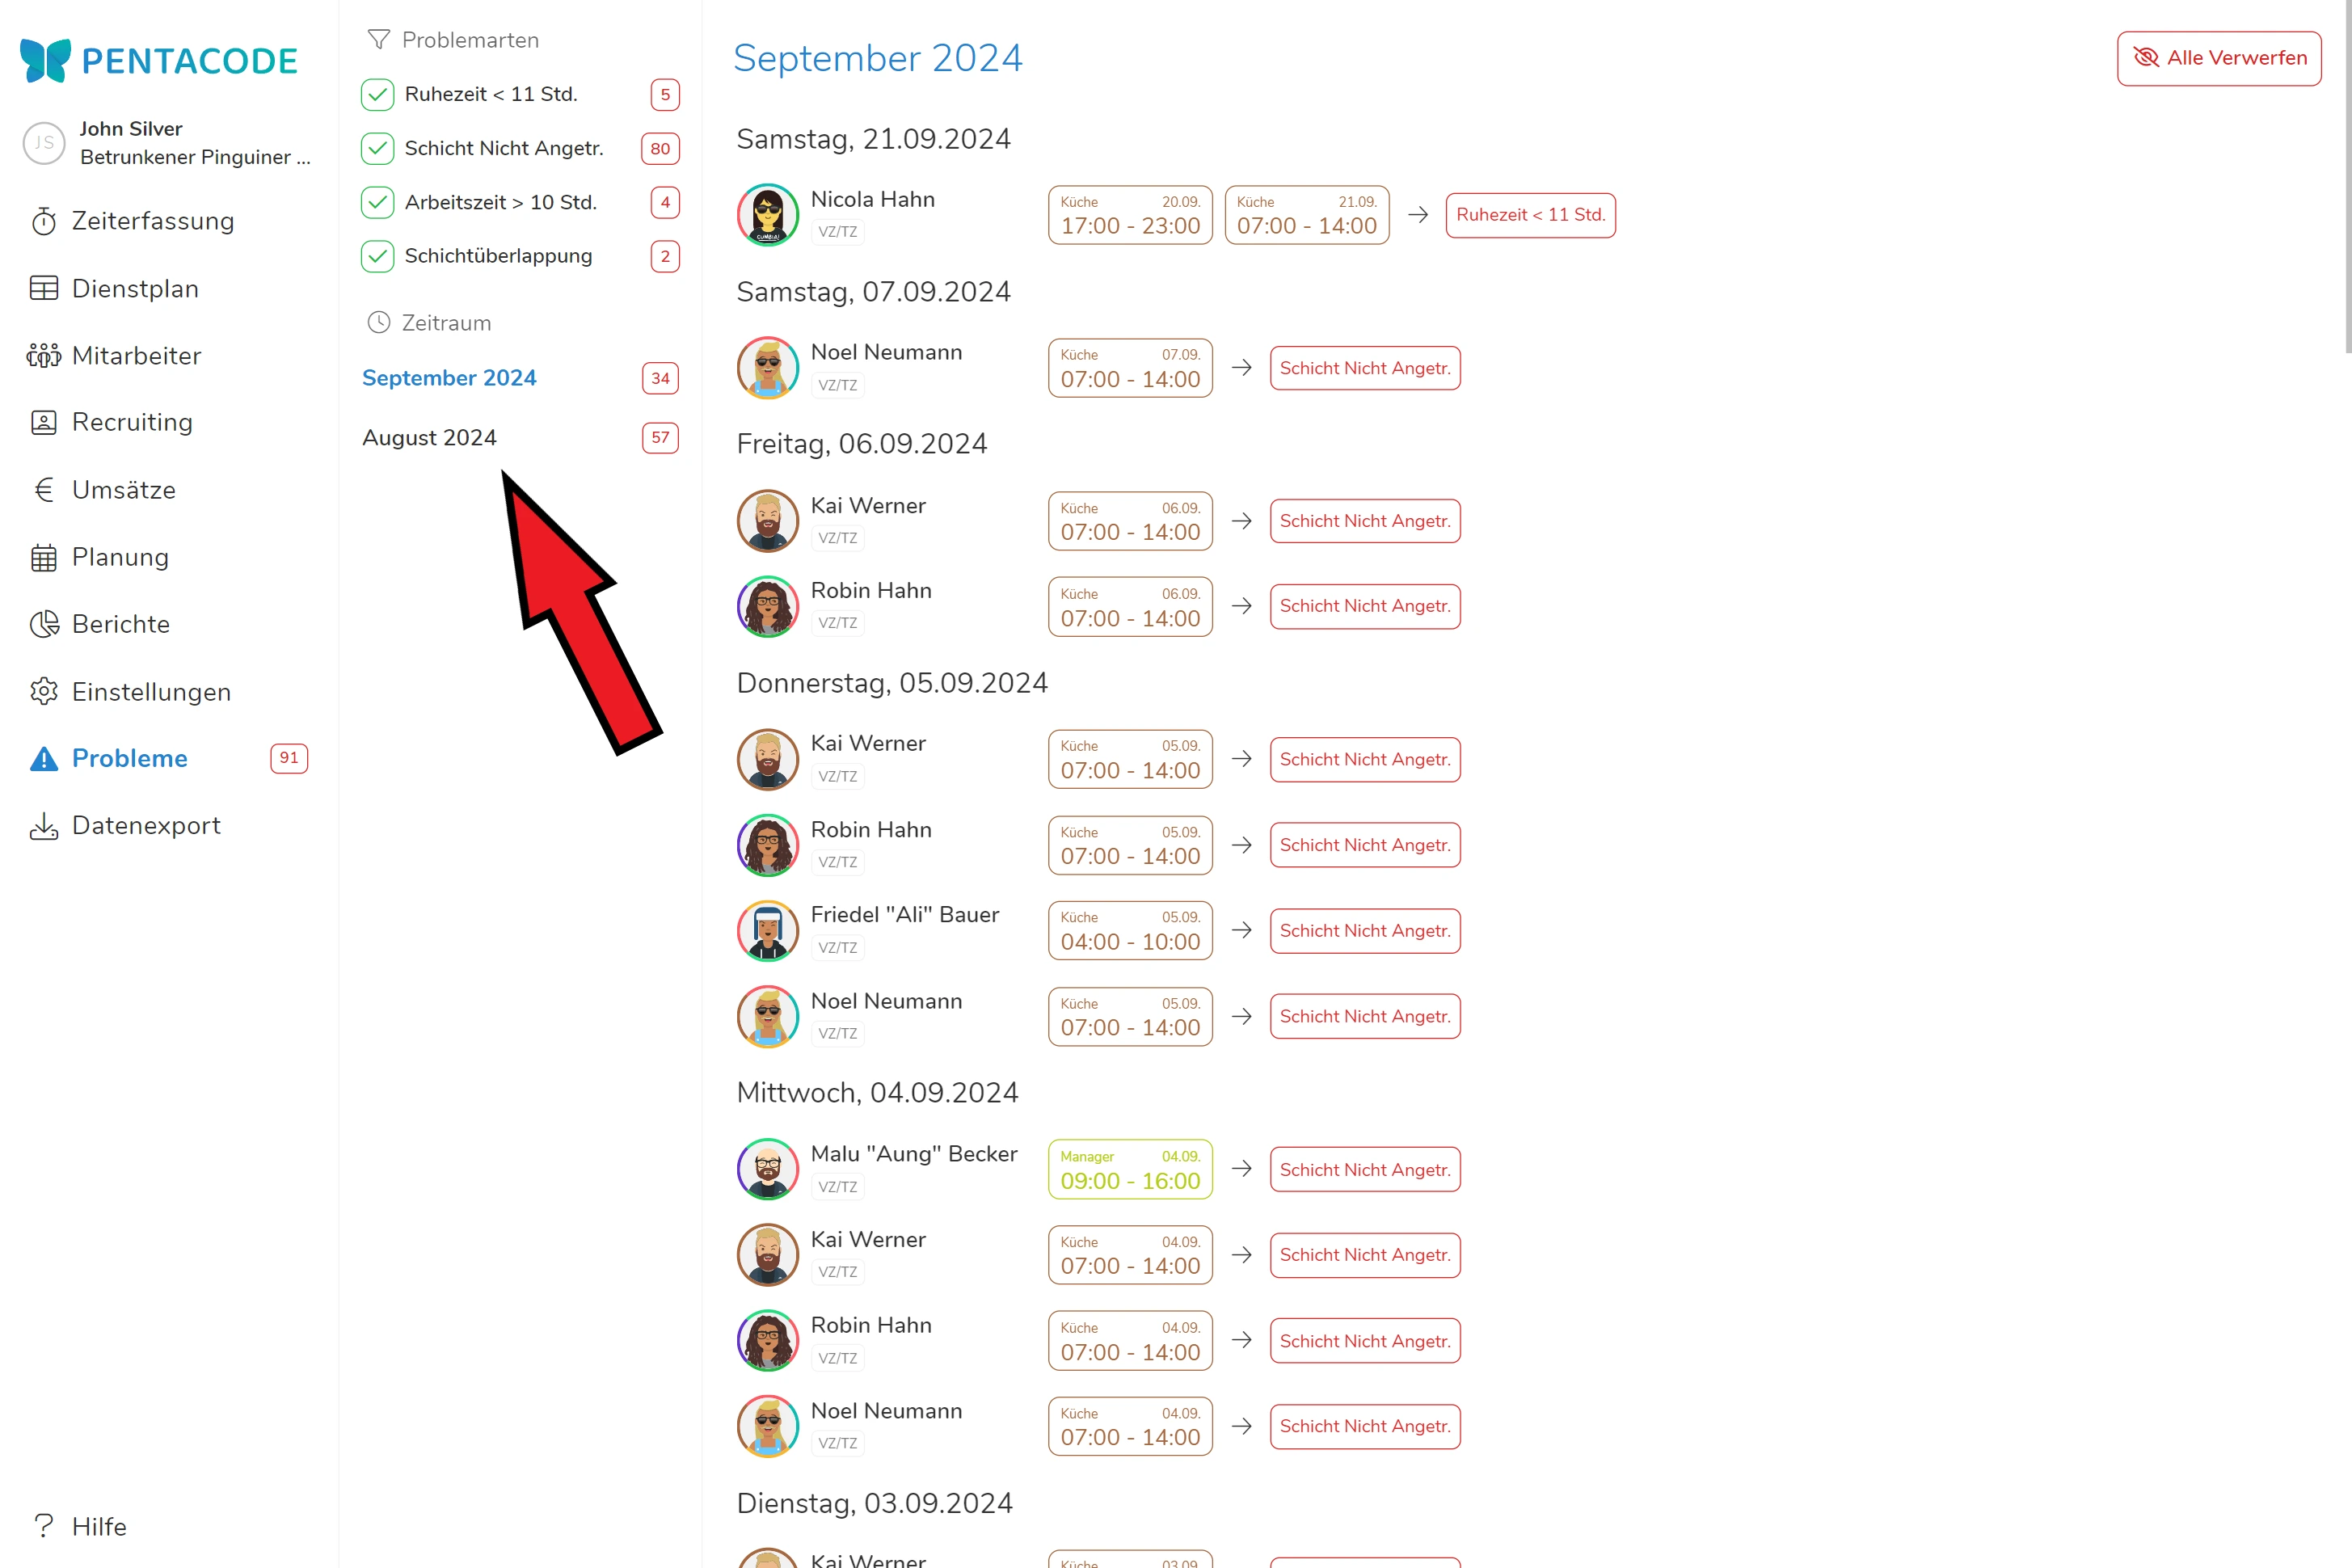 PENTACODE
JS
John Silver
Betrunkener Pinguiner ...
Zeiterfassung
Dienstplan
Mitarbeiter
Recruiting
Umsätze
Planung
Berichte
Einstellungen
Probleme 91
Datenexport
Hilfe
Problemarten
Ruhezeit < 11 Std. 5
Schicht Nicht Angetr. 80
Arbeitszeit > 10 Std. 4
Schichtüberlappung 2
Zeitraum
September 2024 34
August 2024 57
September 2024
Alle Verwerfen
Samstag, 21.09.2024
Nicola Hahn
VZ/TZ
Küche 20.09.
17:00 - 23:00
Küche 21.09.
07:00 - 14:00
Ruhezeit < 11 Std.
Samstag, 07.09.2024
Noel Neumann
VZ/TZ
Küche 07.09.
07:00 - 14:00
Schicht Nicht Angetr.
Freitag, 06.09.2024
Kai Werner
VZ/TZ
Küche 06.09.
07:00 - 14:00
Schicht Nicht Angetr.
Robin Hahn
VZ/TZ
Küche 06.09.
07:00 - 14:00
Schicht Nicht Angetr.
Donnerstag, 05.09.2024
Kai Werner
VZ/TZ
Küche 05.09.
07:00 - 14:00
Schicht Nicht Angetr.
Robin Hahn
VZ/TZ
Küche 05.09.
07:00 - 14:00
Schicht Nicht Angetr.
Friedel "Ali" Bauer
VZ/TZ
Küche 05.09.
04:00 - 10:00
Schicht Nicht Angetr.
Noel Neumann
VZ/TZ
Küche 05.09.
07:00 - 14:00
Schicht Nicht Angetr.
Mittwoch, 04.09.2024
Malu "Aung" Becker
VZ/TZ
Manager 04.09.
09:00 - 16:00
Schicht Nicht Angetr.
Kai Werner
VZ/TZ
Küche 04.09.
07:00 - 14:00
Schicht Nicht Angetr.
Robin Hahn
VZ/TZ
Küche 04.09.
07:00 - 14:00
Schicht Nicht Angetr.
Noel Neumann
VZ/TZ
Küche 04.09.
07:00 - 14:00
Schicht Nicht Angetr.
Dienstag, 03.09.2024
Kai Werner
Küche 03.09.